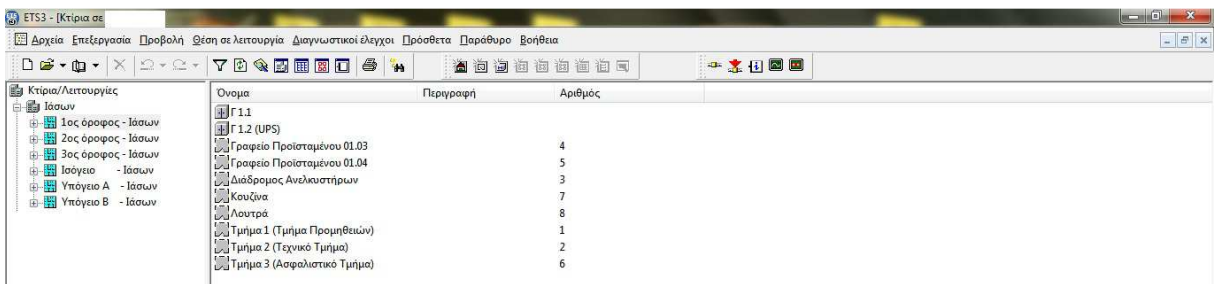 ETS3 - [Κτίρια σε
Αρχεία Επεξεργασία Προβολή Θέση σε λειτουργία Διαγνωστικοί έλεγχοι Πρόσθετα Παράθυρο Βοήθεια
Κτίρια/Λειτουργίες
Ιάσων
1ος όροφος - Ιάσων
2ος όροφος - Ιάσων
3ος όροφος - Ιάσων
Ισόγειο - Ιάσων
Υπόγειο Α - Ιάσων
Υπόγειο Β - Ιάσων
Όνομα Περιγραφή Αριθμός
Γ 1.1
Γ 1.2 (UPS)
Γραφείο Προϊσταμένου 01.03 4
Γραφείο Προϊσταμένου 01.04 5
Διάδρομος Ανελκυστήρων 3
Κουζίνα 7
Λουτρά 8
Τμήμα 1 (Τμήμα Προμηθειών) 1
Τμήμα 2 (Τεχνικό Τμήμα) 2
Τμήμα 3 (Ασφαλιστικό Τμήμα) 6